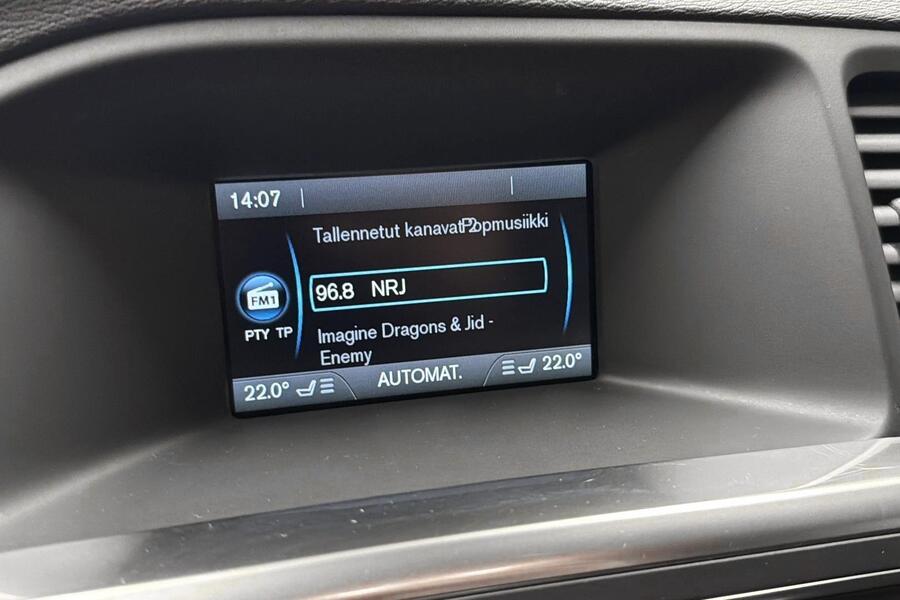 14:07
Tallennetut kanavat 2Popmusiikki
FM1
96.8 NRJ
PTY TP
Imagine Dragons & Jid -
Enemy
22.0° AUTOMAT. 22.0°